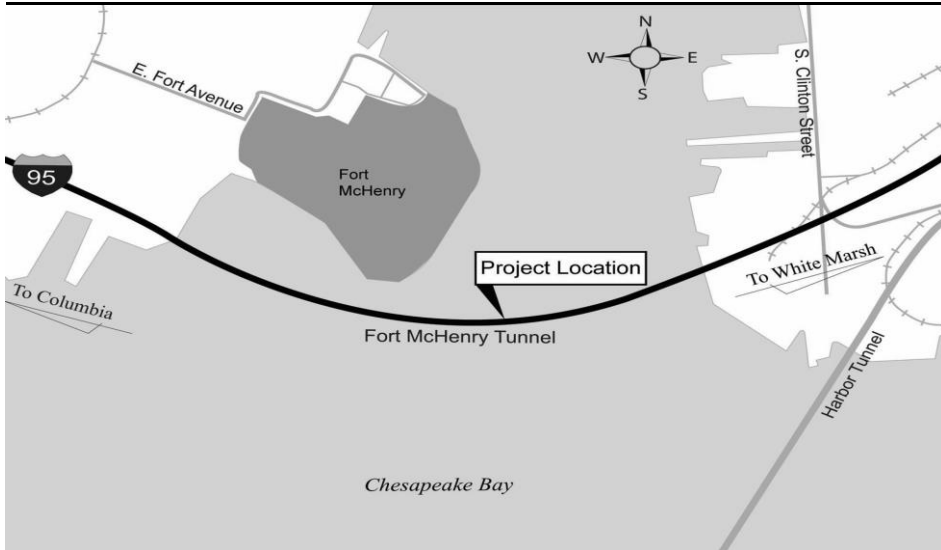 N
W E
S
E. Fort Avenue
S. Clinton Street
95
Fort
McHenry
Project Location
To White Marsh
To Columbia
Fort McHenry Tunnel
Harbor Tunnel
Chesapeake Bay